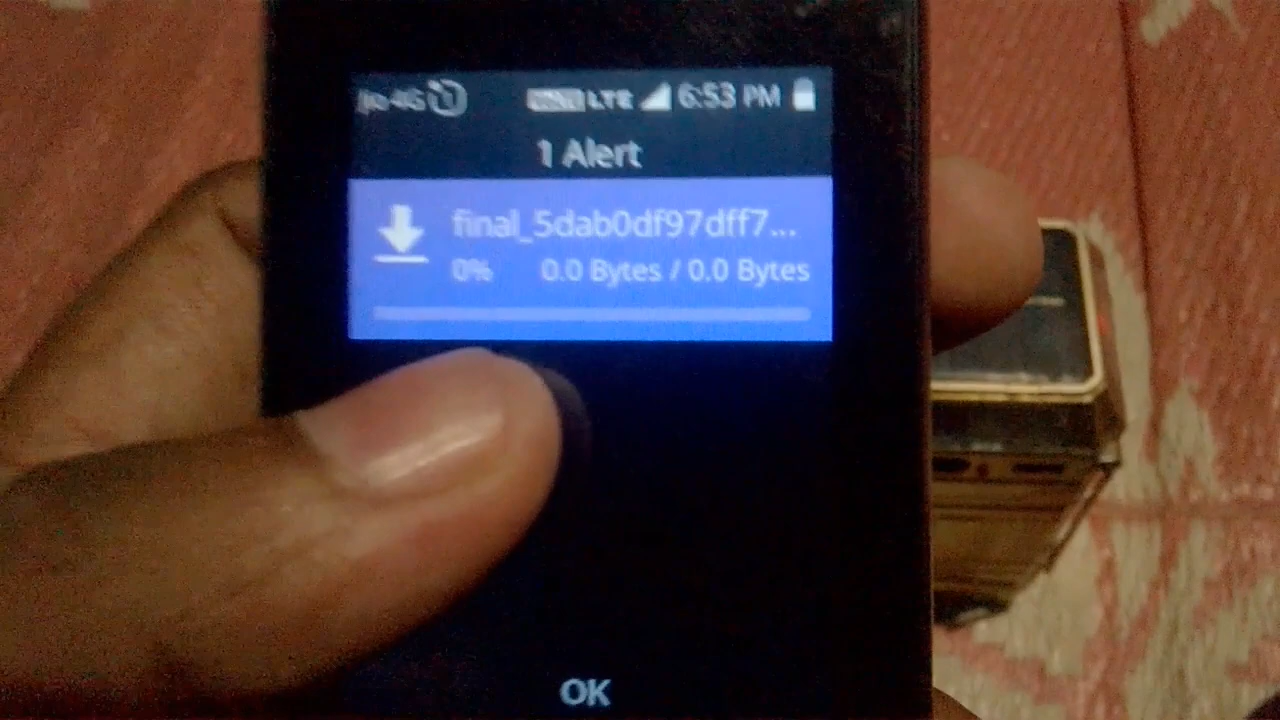 Jio 4G LTE 6:53 PM
1 Alert
final_5dab0df97dff7...
0% 0.0 Bytes / 0.0 Bytes
OK